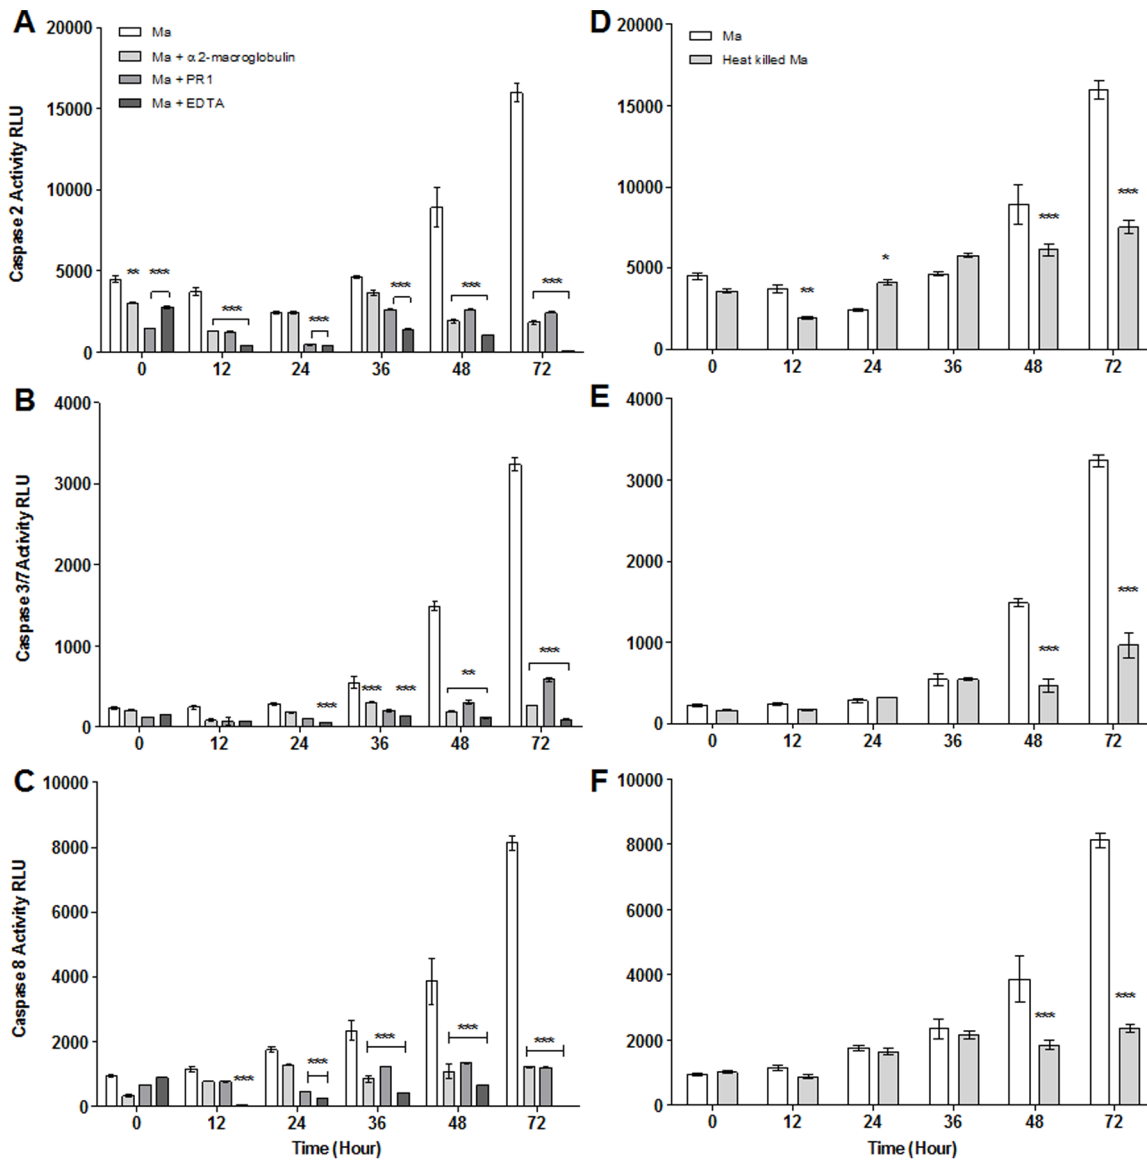 A
20000
15000
10000
5000
0
Caspase 2 Activity RLU
Ma
Ma + α2-macroglobulin
Ma + PR1
Ma + EDTA
** *** *** *** *** *** ***
0 12 24 36 48 72
D
20000
15000
10000
5000
0
Ma
Heat killed Ma
** * *** ***
0 12 24 36 48 72
B
4000
3000
2000
1000
0
Caspase 3/7 Activity RLU
*** *** *** ** ***
0 12 24 36 48 72
E
4000
3000
2000
1000
0
*** ***
0 12 24 36 48 72
C
10000
8000
6000
4000
2000
0
Caspase 8 Activity RLU
*** *** *** *** ***
0 12 24 36 48 72
Time (Hour)
F
10000
8000
6000
4000
2000
0
*** ***
0 12 24 36 48 72
Time (Hour)